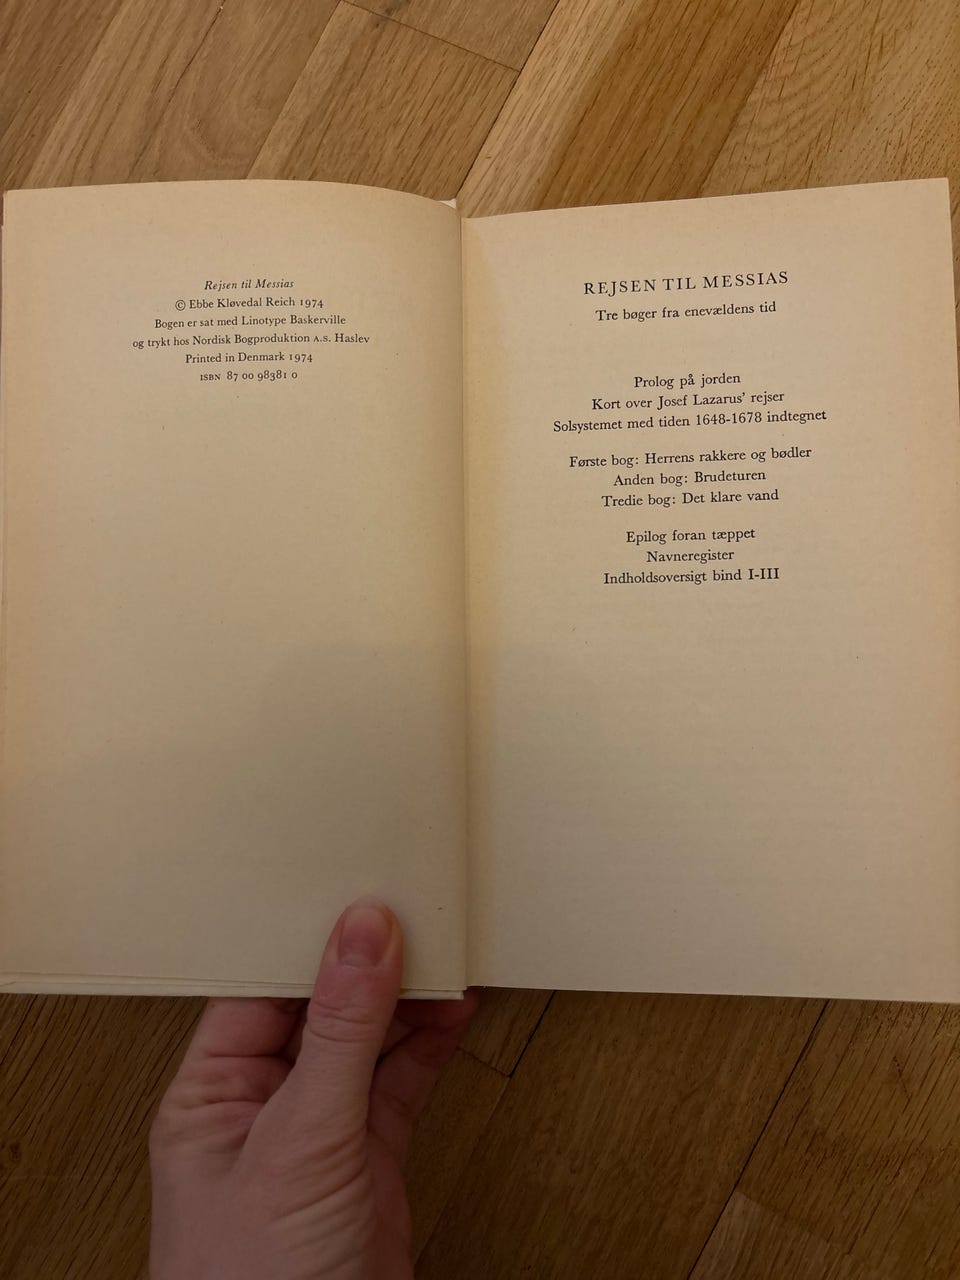 Rejsen til Messias
© Ebbe Kløvedal Reich 1974
Bogen er sat med Linotype Baskerville
og trykt hos Nordisk Bogproduktion A.S. Haslev
Printed in Denmark 1974
ISBN 87 00 98381 0
REJSEN TIL MESSIAS
Tre bøger fra enevældens tid
Prolog på jorden
Kort over Josef Lazarus' rejser
Solsystemet med tiden 1648-1678 indtegnet
Første bog: Herrens rakkere og bødler
Anden bog: Brudeturen
Tredie bog: Det klare vand
Epilog foran tæppet
Navneregister
Indholdsoversigt bind I-III